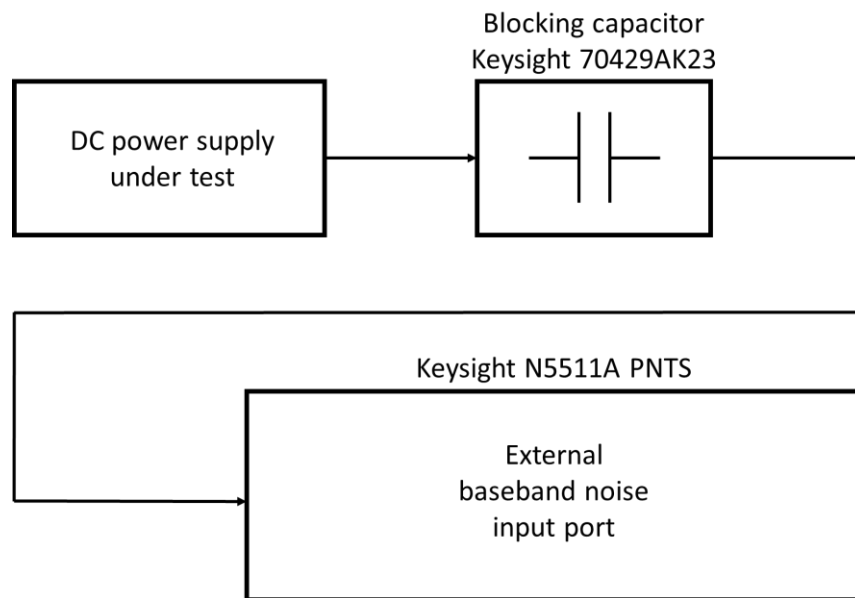 Blocking capacitor
Keysight 70429AK23
DC power supply
under test
Keysight N5511A PNTS
External
baseband noise
input port